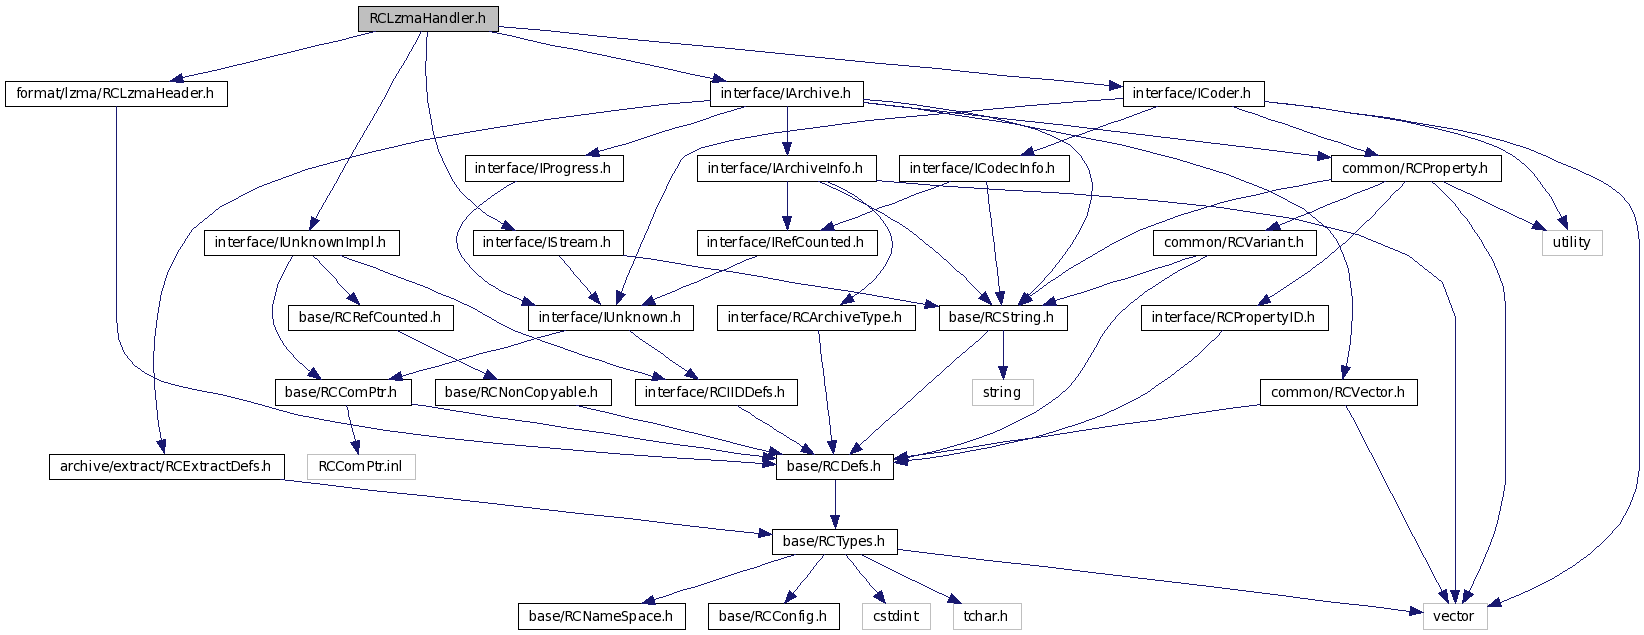 RCLzmaHandler.h
format/lzma/RCLzmaHeader.h
interface/IArchive.h
interface/ICoder.h
interface/IProgress.h
interface/IArchiveInfo.h
interface/ICodecInfo.h
common/RCProperty.h
interface/IUnknownImpl.h
interface/IStream.h
interface/IRefCounted.h
common/RCVariant.h
utility
base/RCRefCounted.h
interface/IUnknown.h
interface/RCArchiveType.h
base/RCString.h
interface/RCPropertyID.h
base/RCComPtr.h
base/RCNonCopyable.h
interface/RCIIDDefs.h
string
common/RCVector.h
archive/extract/RCExtractDefs.h
RCComPtr.inl
base/RCDefs.h
base/RCTypes.h
base/RCNameSpace.h
base/RCConfig.h
cstdint
tchar.h
vector